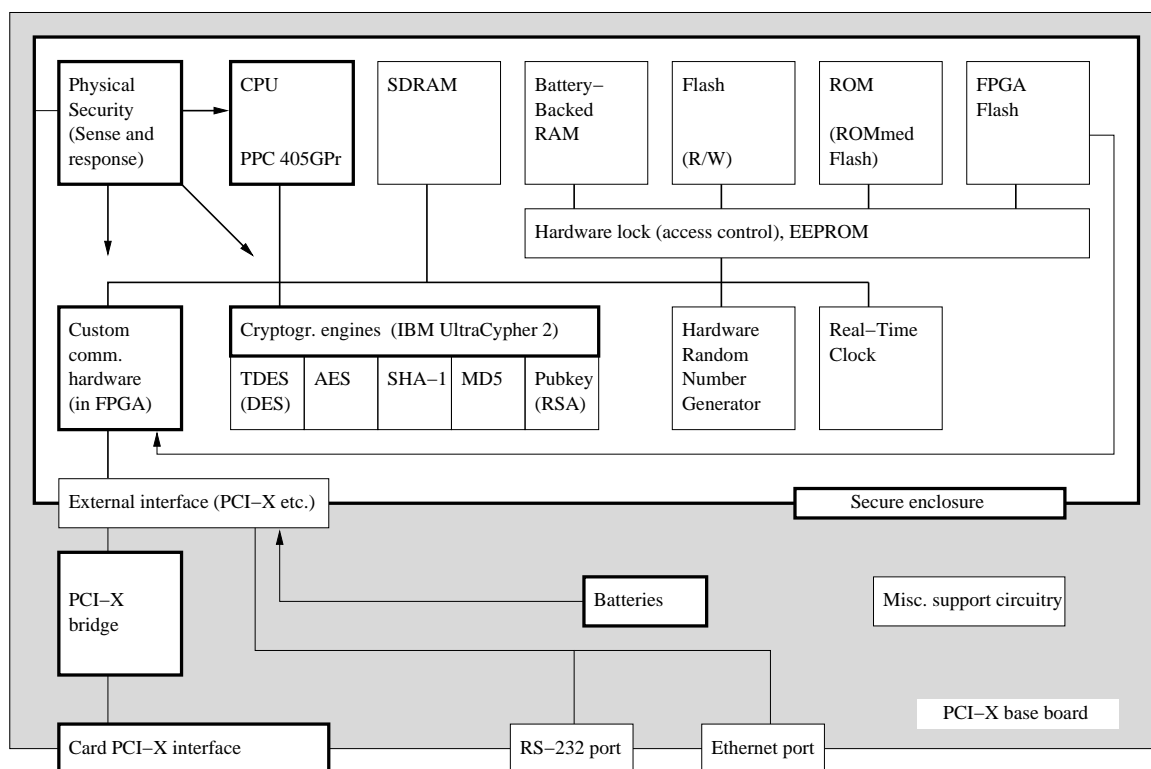 Physical
Security
(Sense and
response)
CPU
PPC 405GPr
SDRAM
Battery−
Backed
RAM
Flash
(R/W)
ROM
(ROMmed
Flash)
FPGA
Flash
Hardware lock (access control), EEPROM
Custom
comm.
hardware
(in FPGA)
Cryptogr. engines (IBM UltraCypher 2)
TDES
(DES)
AES
SHA−1
MD5
Pubkey
(RSA)
Hardware
Random
Number
Generator
Real−Time
Clock
External interface (PCI−X etc.)
Secure enclosure
PCI−X
bridge
Batteries
Misc. support circuitry
PCI−X base board
Card PCI−X interface
RS−232 port
Ethernet port